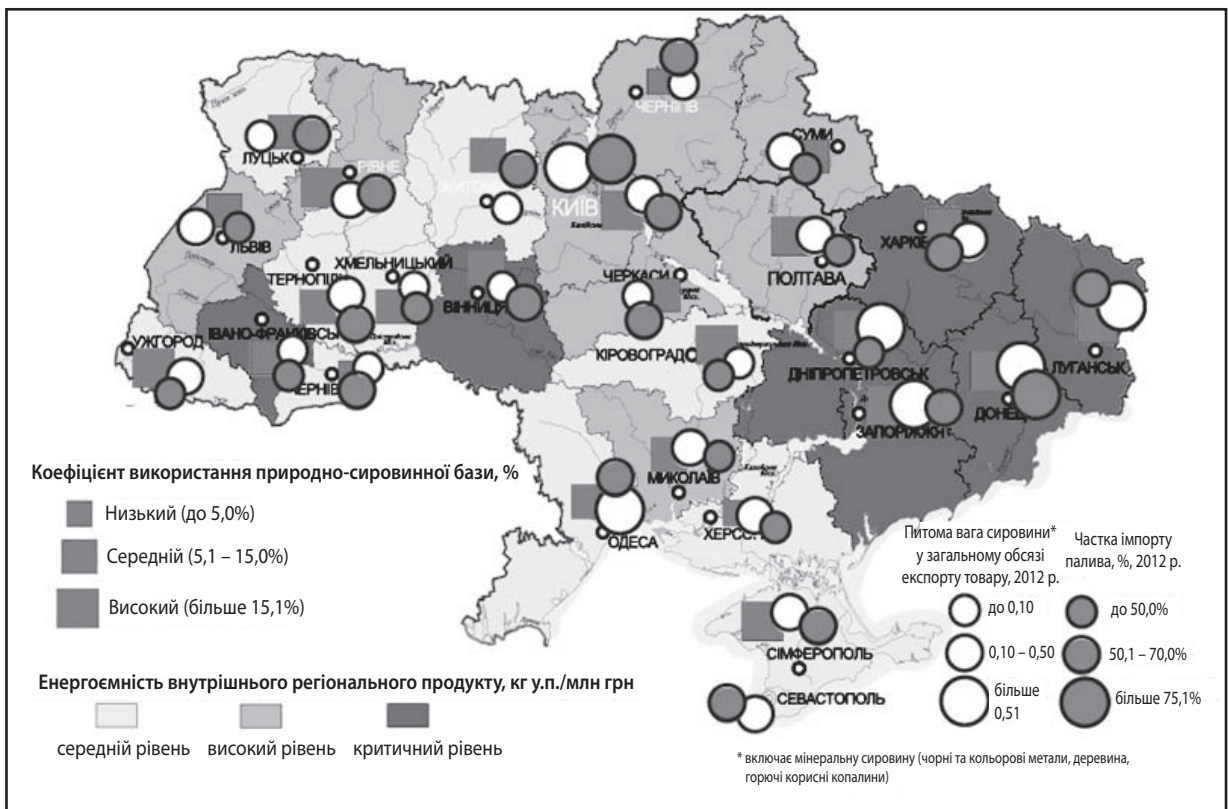 ЧЕРНІГІВ
СУМИ
ЛУЦЬК
РІВНЕ
ЖИТОМ
КИЇВ
ЛЬВІВ
ХАРКІВ
ТЕРНОПІЛЬ
ХМЕЛЬНИЦЬКИЙ
ВІННИЦЯ
ЧЕРКАСИ
ПОЛТАВА
УЖГОРОД
ІВАНО-ФРАНКІВСЬ
ЧЕРНІВ
КІРОВОГРАД
ДНІПРОПЕТРОВСЬК
ЛУГАНСЬК
ДОНЕЦ
ЗАПОРІЖЖЯ
МИКОЛАЇВ
ОДЕСА
ХЕРСОН
СІМФЕРОПОЛЬ
СЕВАСТОПОЛЬ
Коефіцієнт використання природно-сировинної бази, %
Низький (до 5,0%)
Середній (5,1 – 15,0%)
Високий (більше 15,1%)
Енергоємність внутрішнього регіонального продукту, кг у.п./млн грн
середній рівень високий рівень критичний рівень
Питома вага сировини*
у загальному обсязі
експорту товару, 2012 р.
до 0,10
0,10 – 0,50
більше
0,51
Частка імпорту
палива, %, 2012 р.
до 50,0%
50,1 – 70,0%
більше 75,1%
* включає мінеральну сировину (чорні та кольорові метали, деревина,
горючі корисні копалини)